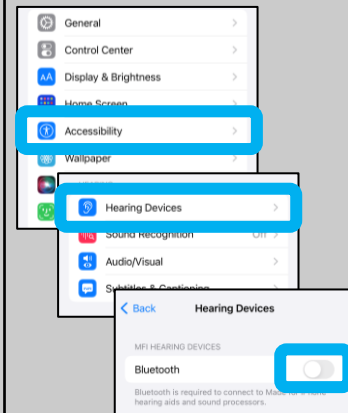 General
Control Center
AA Display & Brightness
Home Screen
Accessibility
Wallpaper
Hearing Devices
Sound Recognition Off
Audio/Visual
Subtitles & Captioning
Back Hearing Devices
MFI HEARING DEVICES
Bluetooth
Bluetooth is required to connect to Made for iPhone
hearing aids and sound processors.